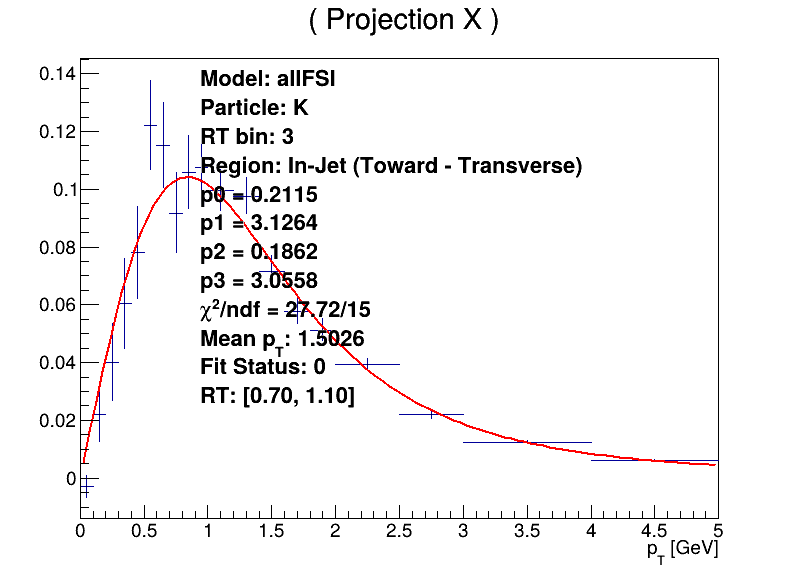 ( Projection X )
0.14
0.12
0.1
0.08
0.06
0.04
0.02
0
Model: allFSI
Particle: K
RT bin: 3
Region: In-Jet (Toward - Transverse)
p0 = 0.2115
p1 = 3.1264
p2 = 0.1862
p3 = 3.0558
χ²/ndf = 27.72/15
Mean p_T: 1.5026
Fit Status: 0
RT: [0.70, 1.10]
0 0.5 1 1.5 2 2.5 3 3.5 4 4.5 5
p_T [GeV]